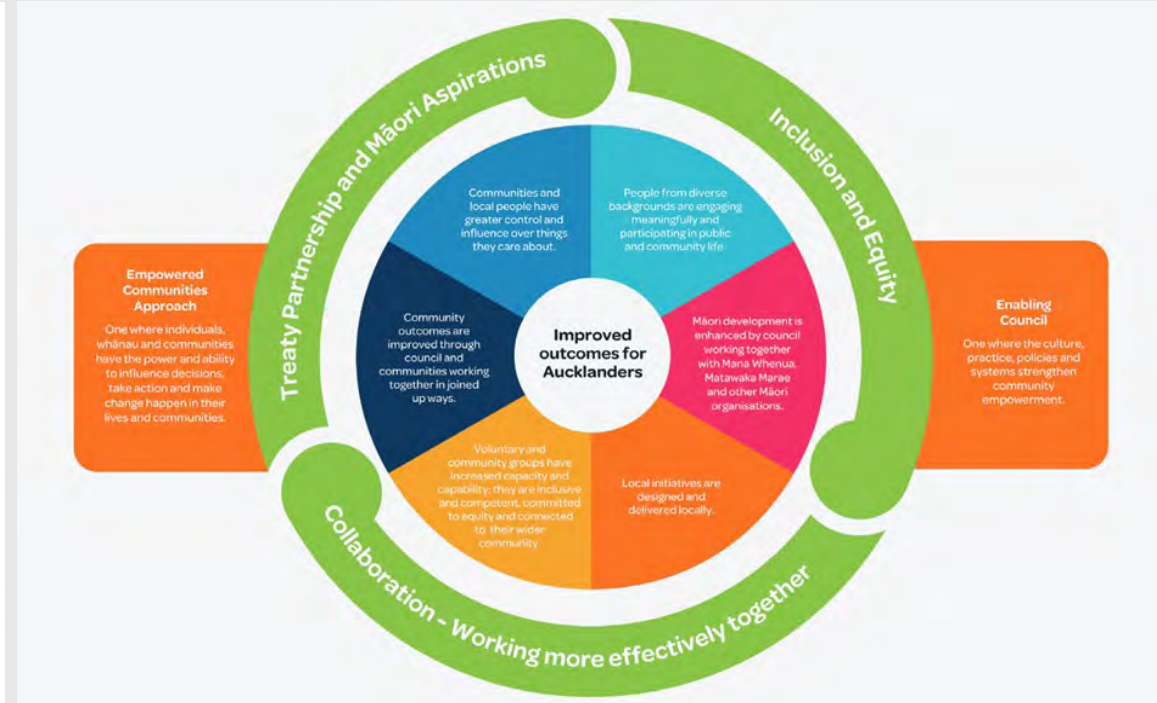 Treaty Partnership and Māori Aspirations
Inclusion and Equity
Collaboration - Working more effectively together
Empowered
Communities
Approach
One where individuals,
whānau and communities
have the power and ability
to influence decisions,
take action and make
change happen in their
lives and communities.
Communities and
local people have
greater control and
influence over things
they care about.
People from diverse
backgrounds are engaging
meaningfully and
participating in public
and community life
Community
outcomes are
improved through
council and
communities working
together in joined
up ways.
Improved
outcomes for
Aucklanders
Māori development is
enhanced by council
working together
with Mana Whenua,
Matawaka Marae
and other Māori
organisations.
Voluntary and
community groups have
increased capacity and
capability; they are inclusive
and competent, committed
to equity and connected
to their wider
community
Local initiatives are
designed and
delivered locally.
Enabling
Council
One where the culture,
practice, policies and
systems strengthen
community
empowerment.